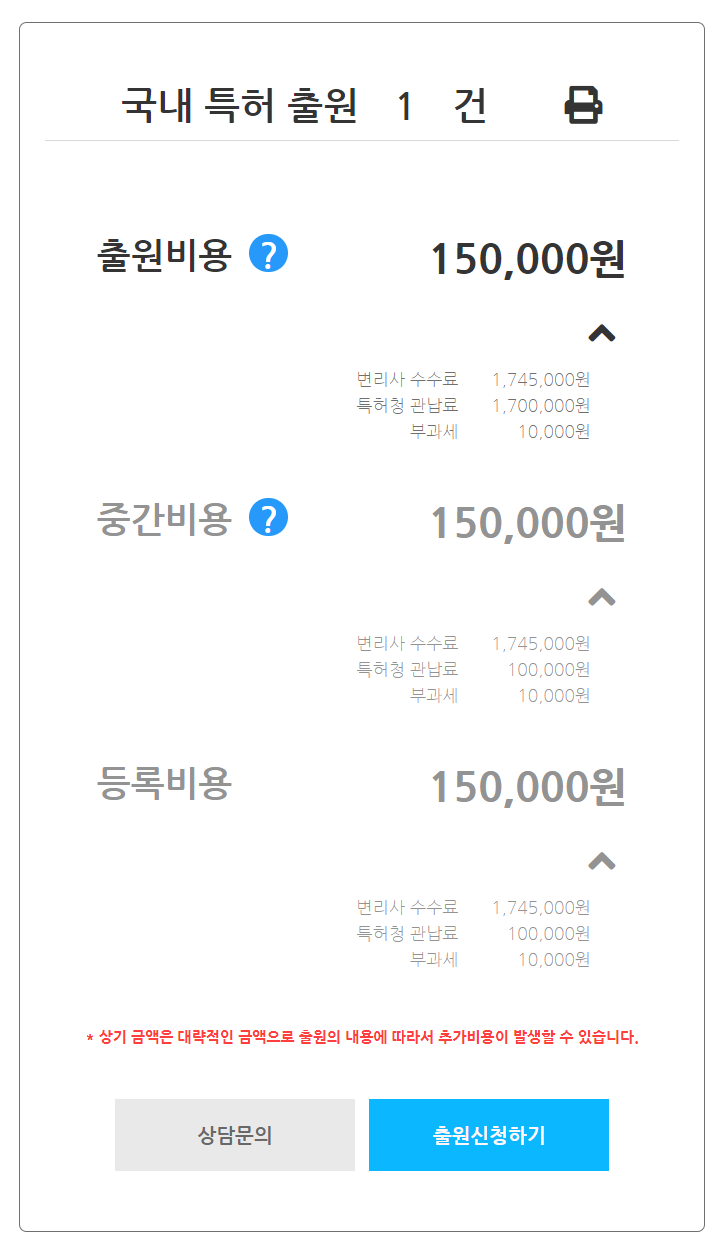 국내 특허 출원 1 건
출원비용 ? 150,000원
변리사 수수료 1,745,000원
특허청 관납료 1,700,000원
부과세 10,000원
중간비용 ? 150,000원
변리사 수수료 1,745,000원
특허청 관납료 100,000원
부과세 10,000원
등록비용 150,000원
변리사 수수료 1,745,000원
특허청 관납료 100,000원
부과세 10,000원
* 상기 금액은 대략적인 금액으로 출원의 내용에 따라서 추가비용이 발생할 수 있습니다.
상담문의 출원신청하기